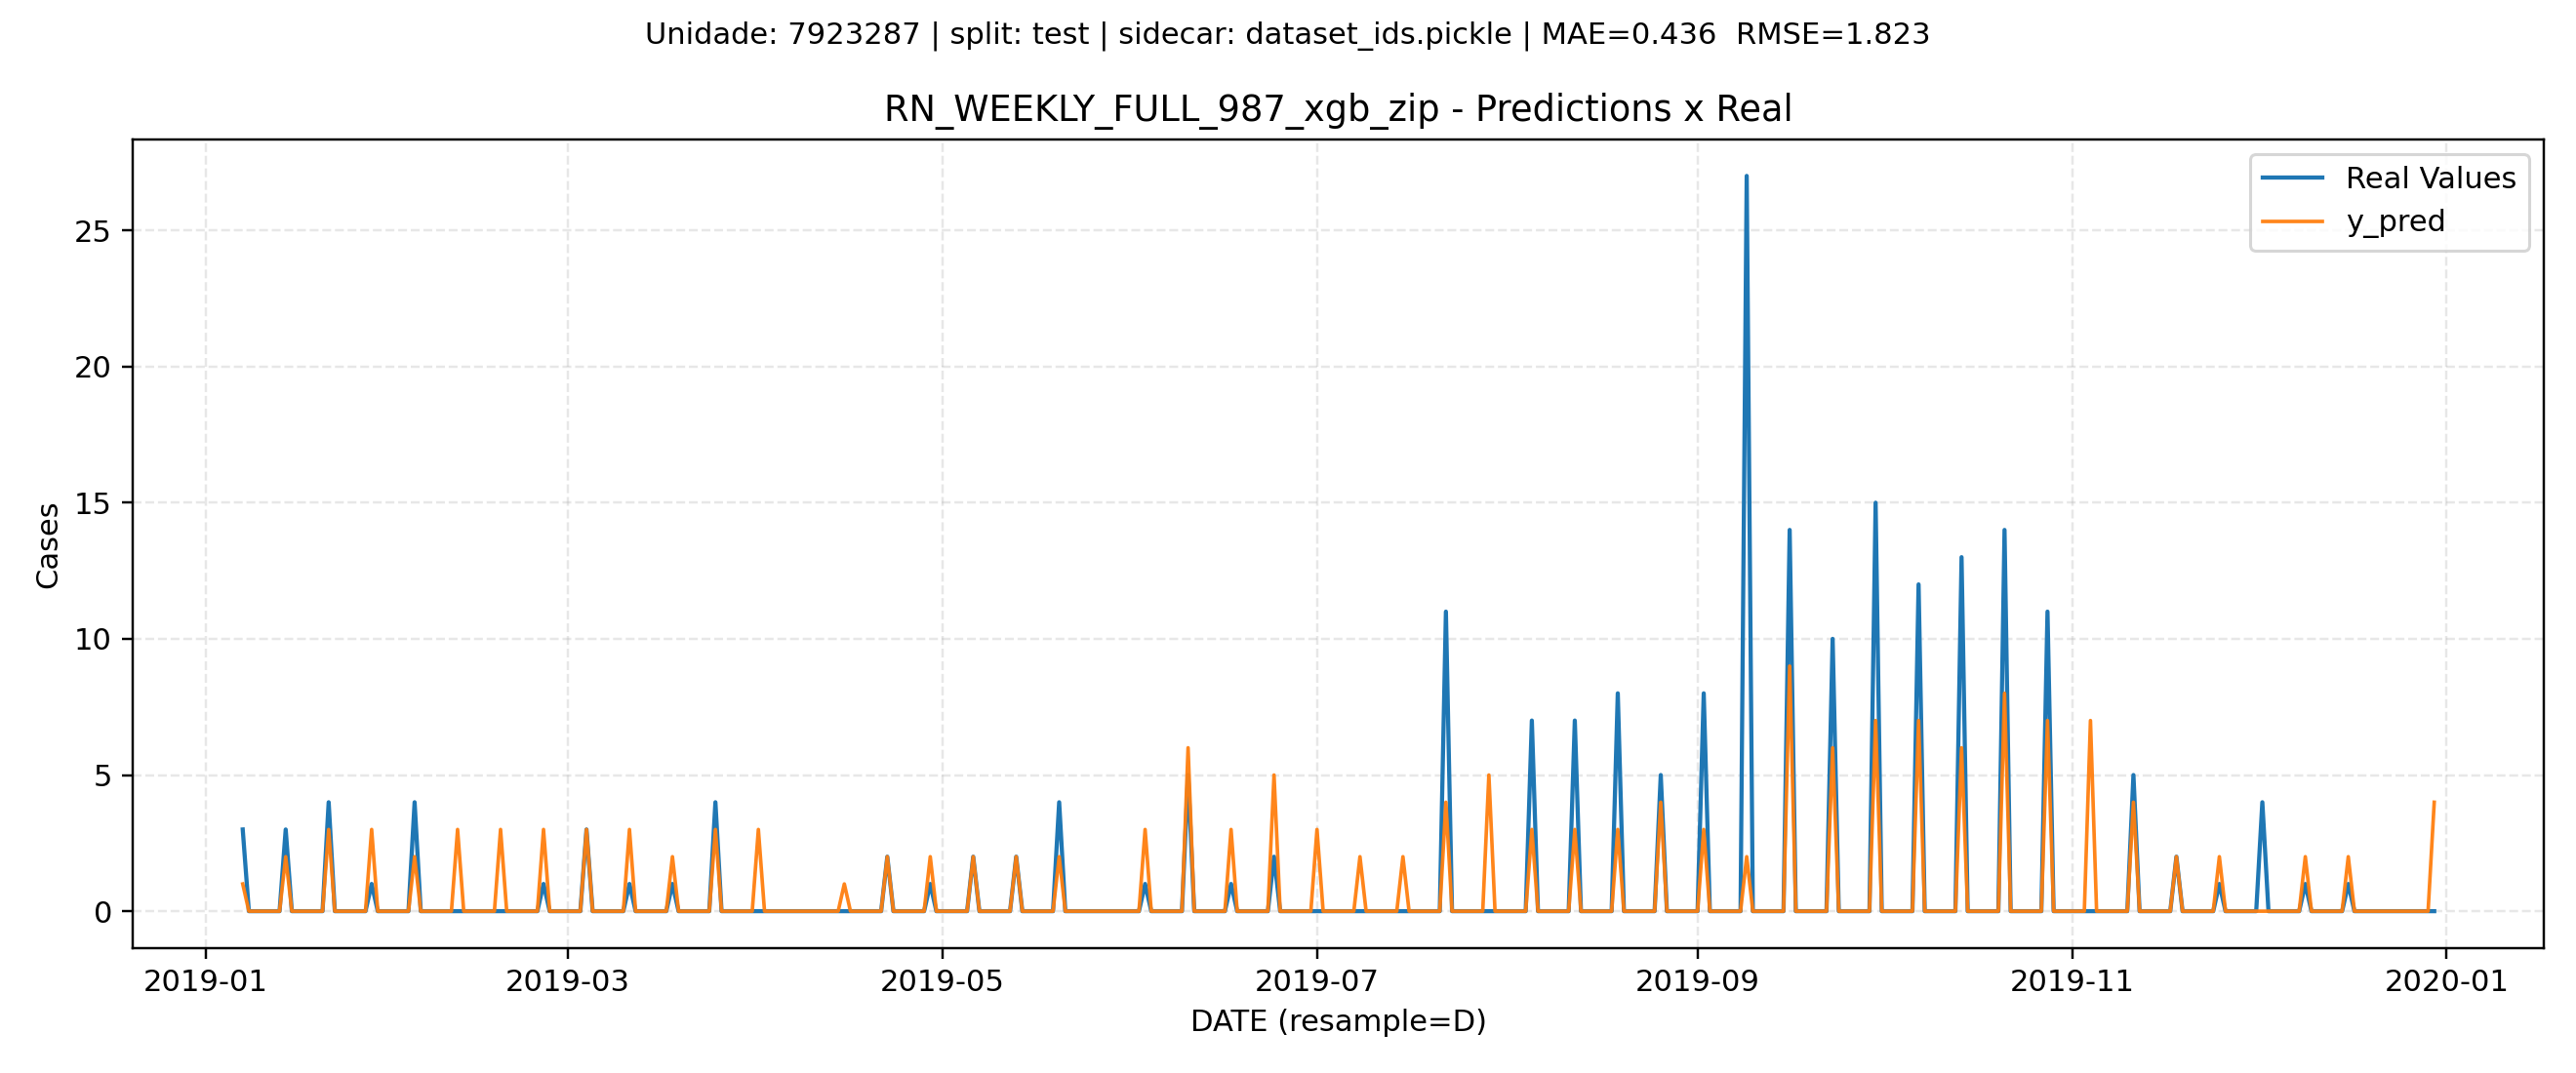 Unidade: 7923287 | split: test | sidecar: dataset_ids.pickle | MAE=0.436  RMSE=1.823
RN_WEEKLY_FULL_987_xgb_zip - Predictions x Real
Real Values
y_pred
Cases
25
20
15
10
5
0
2019-01
2019-03
2019-05
2019-07
2019-09
2019-11
2020-01
DATE (resample=D)